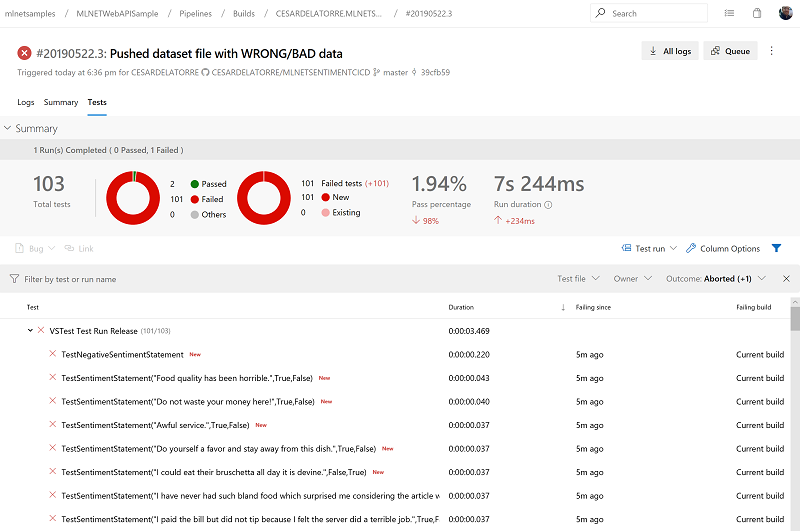 mlnetsamples / MLNETWebAPISample / Pipelines / Builds / CESARDELATORRE.MLNETS... / #20190522.3
Search
#20190522.3: Pushed dataset file with WRONG/BAD data
All logs
Queue
Triggered today at 6:36 pm for CESARDELATORRE CESARDELATORRE/MLNETSENTIMENTCICD master 39cfb59
Logs Summary Tests
Summary
1 Run(s) Completed ( 0 Passed, 1 Failed )
103
Total tests
2 Passed
101 Failed
0 Others
101 Failed tests (+101)
101 New
0 Existing
1.94%
Pass percentage
98%
7s 244ms
Run duration
+234ms
Bug Link
Test run Column Options
Filter by test or run name
Test file Owner Outcome: Aborted (+1)
Test Duration Failing since Failing build
VSTest Test Run Release (101/103) 0:00:03.469
TestNegativeSentimentStatement New 0:00:00.220 5m ago Current build
TestSentimentStatement("Food quality has been horrible.",True,False) New 0:00:00.043 5m ago Current build
TestSentimentStatement("Do not waste your money here!",True,False) New 0:00:00.040 5m ago Current build
TestSentimentStatement("Awful service.",True,False) New 0:00:00.037 5m ago Current build
TestSentimentStatement("Do yourself a favor and stay away from this dish.",True,False) New 0:00:00.037 5m ago Current build
TestSentimentStatement("I could eat their bruschetta all day it is devine.",False,True) New 0:00:00.037 5m ago Current build
TestSentimentStatement("I have never had such bland food which surprised me considering the article 0:00:00.037 5m ago Current build
TestSentimentStatement("I paid the bill but did not tip because I felt the server did a terrible job.",True,F 0:00:00.037 5m ago Current build